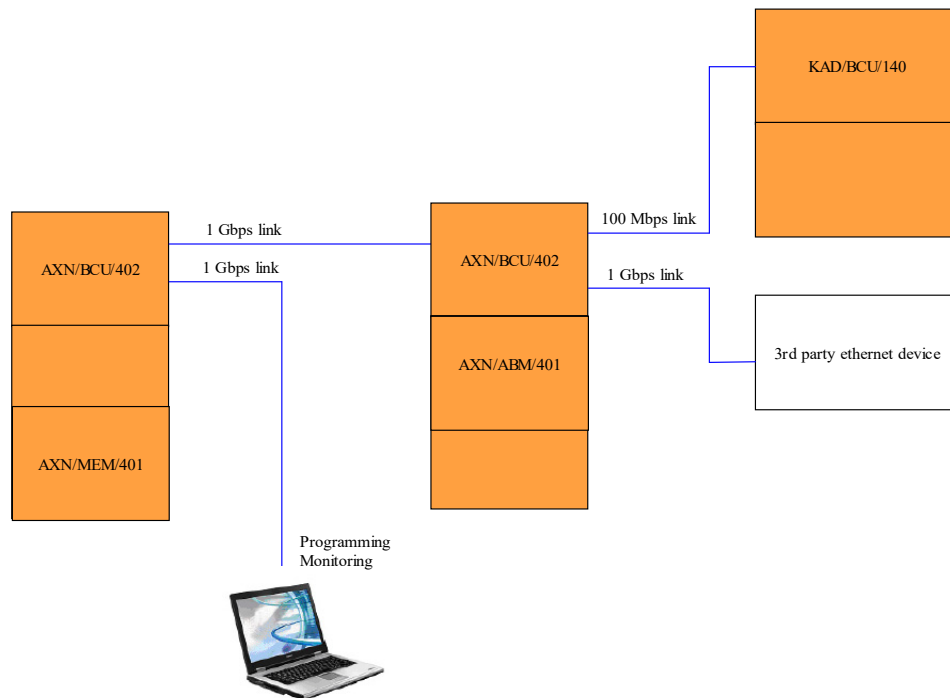 KAD/BCU/140
1 Gbps link
100 Mbps link
AXN/BCU/402
1 Gbps link
AXN/BCU/402
1 Gbps link
AXN/ABM/401
3rd party ethernet device
AXN/MEM/401
Programming
Monitoring